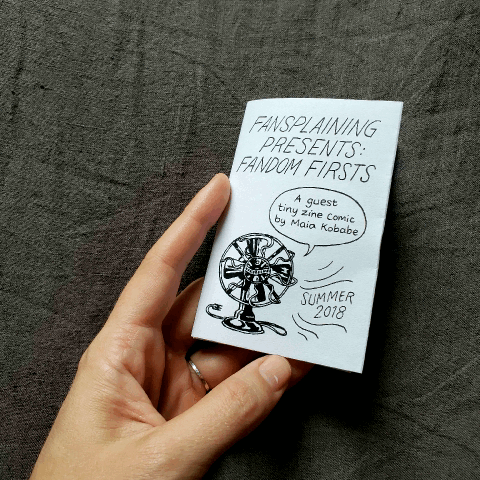 FANSPLAINING
PRESENTS:
FANDOM FIRSTS
A guest
tiny zine comic
by Maia Kobabe
SUMMER
2018